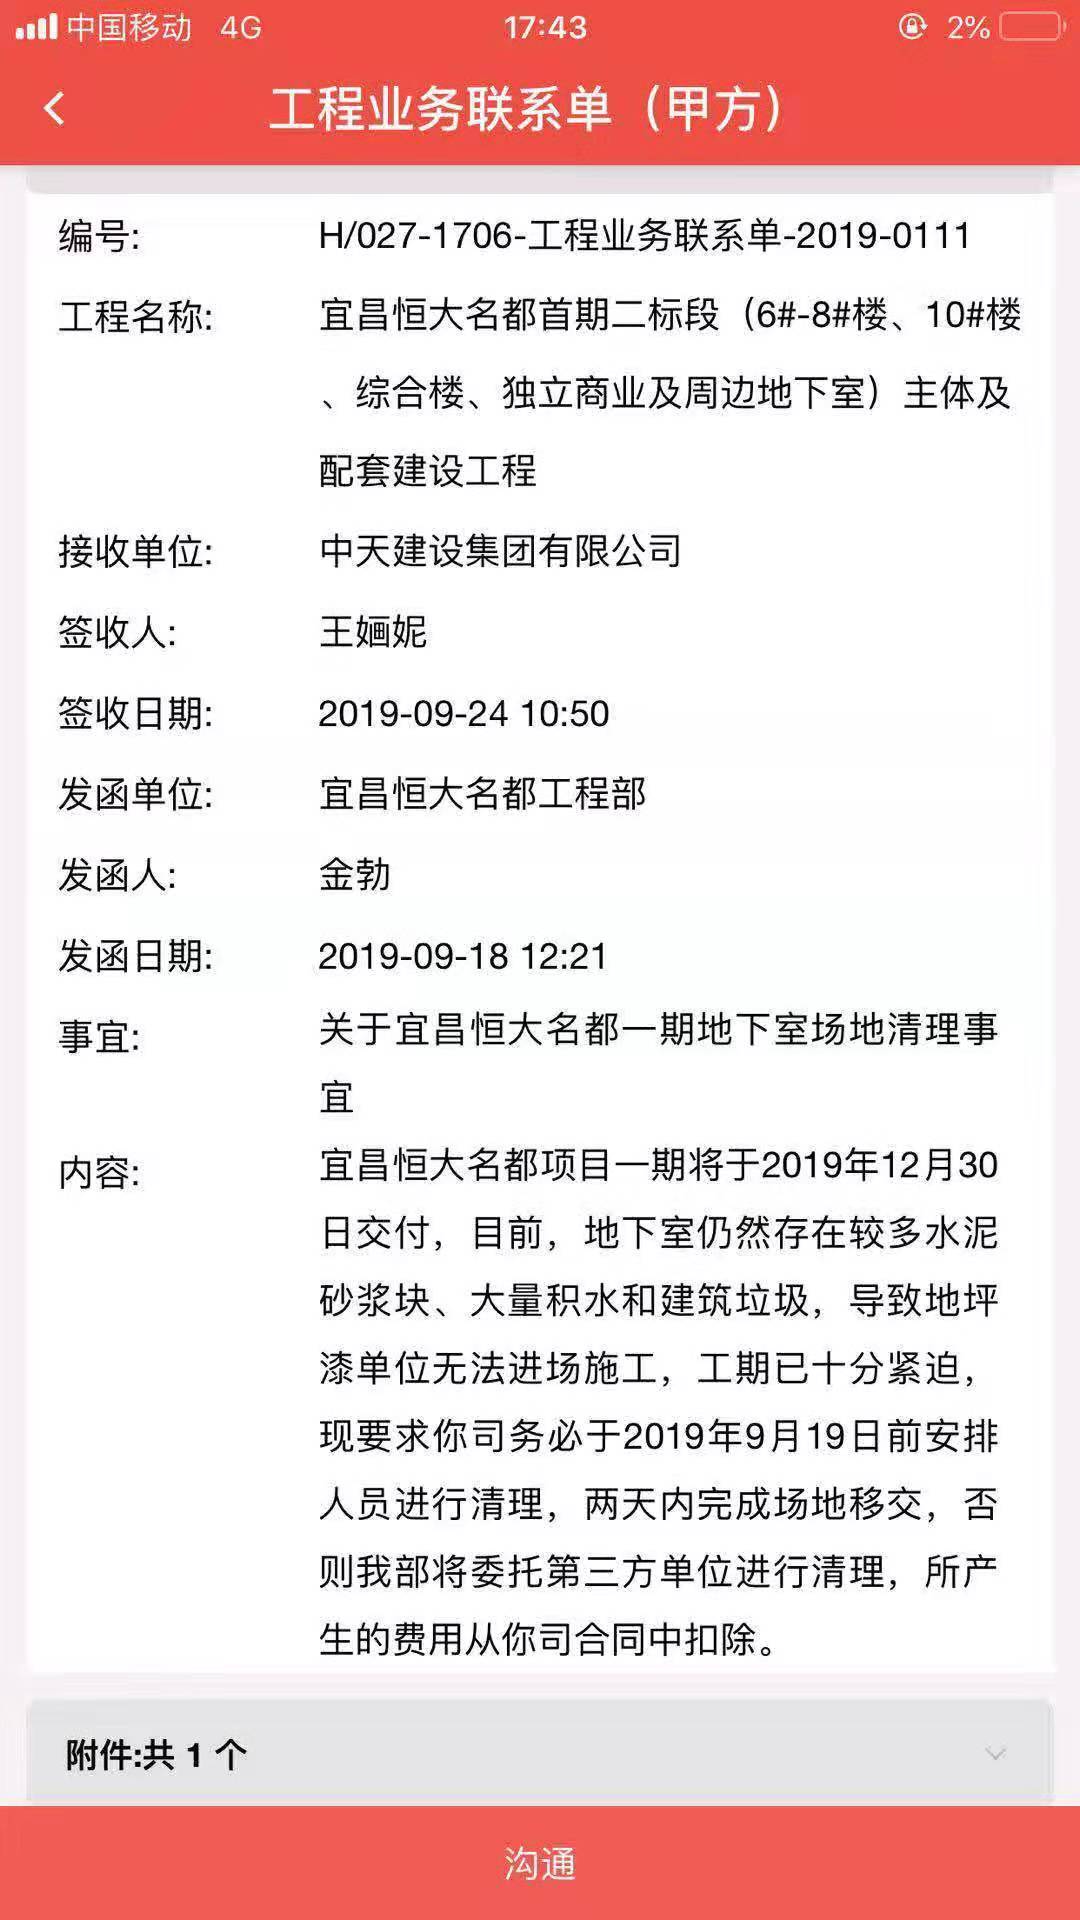 中国移动 4G 17:43 2%
工程业务联系单（甲方）
编号: H/027-1706-工程业务联系单-2019-0111
工程名称: 宜昌恒大名都首期二标段（6#-8#楼、10#楼
、综合楼、独立商业及周边地下室）主体及
配套建设工程
接收单位: 中天建设集团有限公司
签收人: 王婳妮
签收日期: 2019-09-24 10:50
发函单位: 宜昌恒大名都工程部
发函人: 金勃
发函日期: 2019-09-18 12:21
事宜: 关于宜昌恒大名都一期地下室场地清理事
宜
内容: 宜昌恒大名都项目一期将于2019年12月30
日交付，目前，地下室仍然存在较多水泥
砂浆块、大量积水和建筑垃圾，导致地坪
漆单位无法进场施工，工期已十分紧迫，
现要求你司务必于2019年9月19日前安排
人员进行清理，两天内完成场地移交，否
则我部将委托第三方单位进行清理，所产
生的费用从你司合同中扣除。
附件:共 1 个
沟通